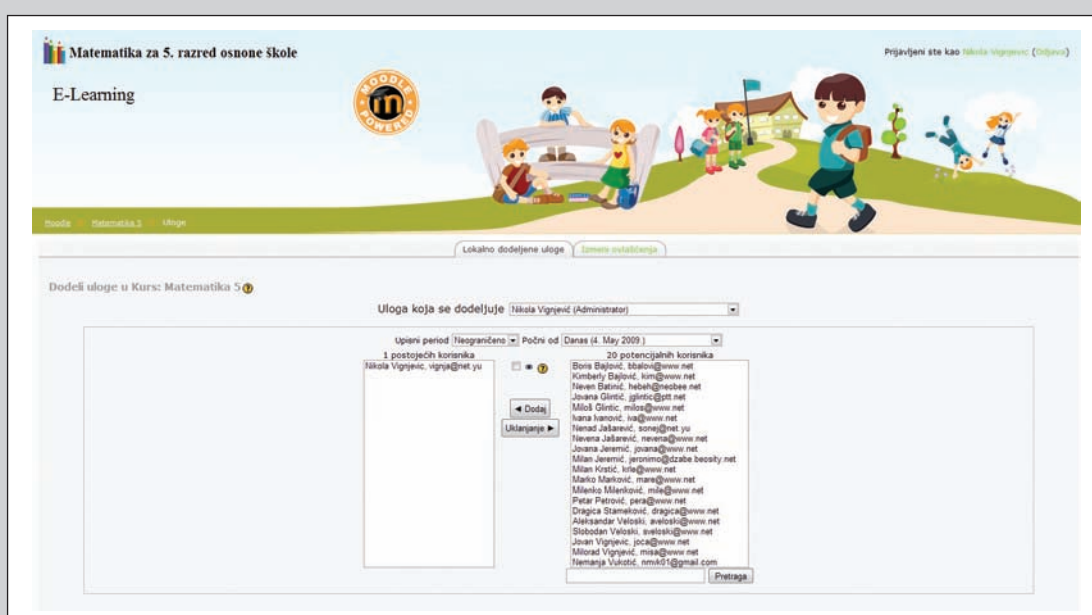 Matematika za 5. razred osnone škole
Prijavljeni ste kao Nikola Vignjevic (Odjava)
E-Learning
MOODLE
m
POWERED
Moodle Matematika 5 Uloge
Lokalno dodeljene uloge Izmeni ovlašćenja
Dodeli uloge u Kurs: Matematika 5
Uloga koja se dodeljuje Nikola Vignjević (Administrator)
Upisni period Neograničeno Počni od Danas (4. May 2009.)
1 postojećih korisnika
Nikola Vignjevic, vignja@net.yu
◄ Dodaj
Uklanjanje ►
20 potencijalnih korisnika
Boris Bajlović, bbalovi@www.net
Kimberly Bajlović, kim@www.net
Neven Batinić, hebeh@neobee.net
Jovana Glintić, jglintic@ptt.net
Miloš Glintic, milos@www.net
Ivana Ivanović, iva@www.net
Nenad Jašarević, sonej@net.yu
Nevena Jašarević, nevena@www.net
Jovana Jeremić, jovana@www.net
Milan Jeremić, jeronimo@dzabe.beosity.net
Milan Krstić, krle@www.net
Marko Marković, mare@www.net
Milenko Milenković, mile@www.net
Petar Petrović, pera@www.net
Dragica Stameković, dragica@www.net
Aleksandar Veloski, aveloski@www.net
Slobodan Veloski, sveloski@www.net
Jovan Vignjević, joca@www.net
Milorad Vignjević, misa@www.net
Nemanja Vukotić, nmvk01@gmail.com
Pretraga